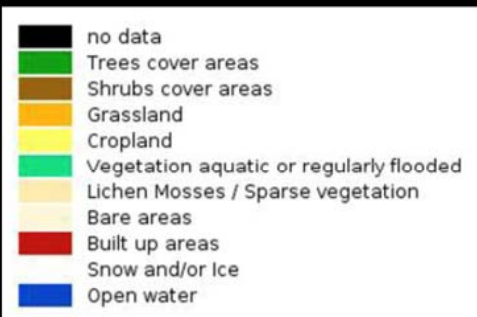 no data
Trees cover areas
Shrubs cover areas
Grassland
Cropland
Vegetation aquatic or regularly flooded
Lichen Mosses / Sparse vegetation
Bare areas
Built up areas
Snow and/or Ice
Open water